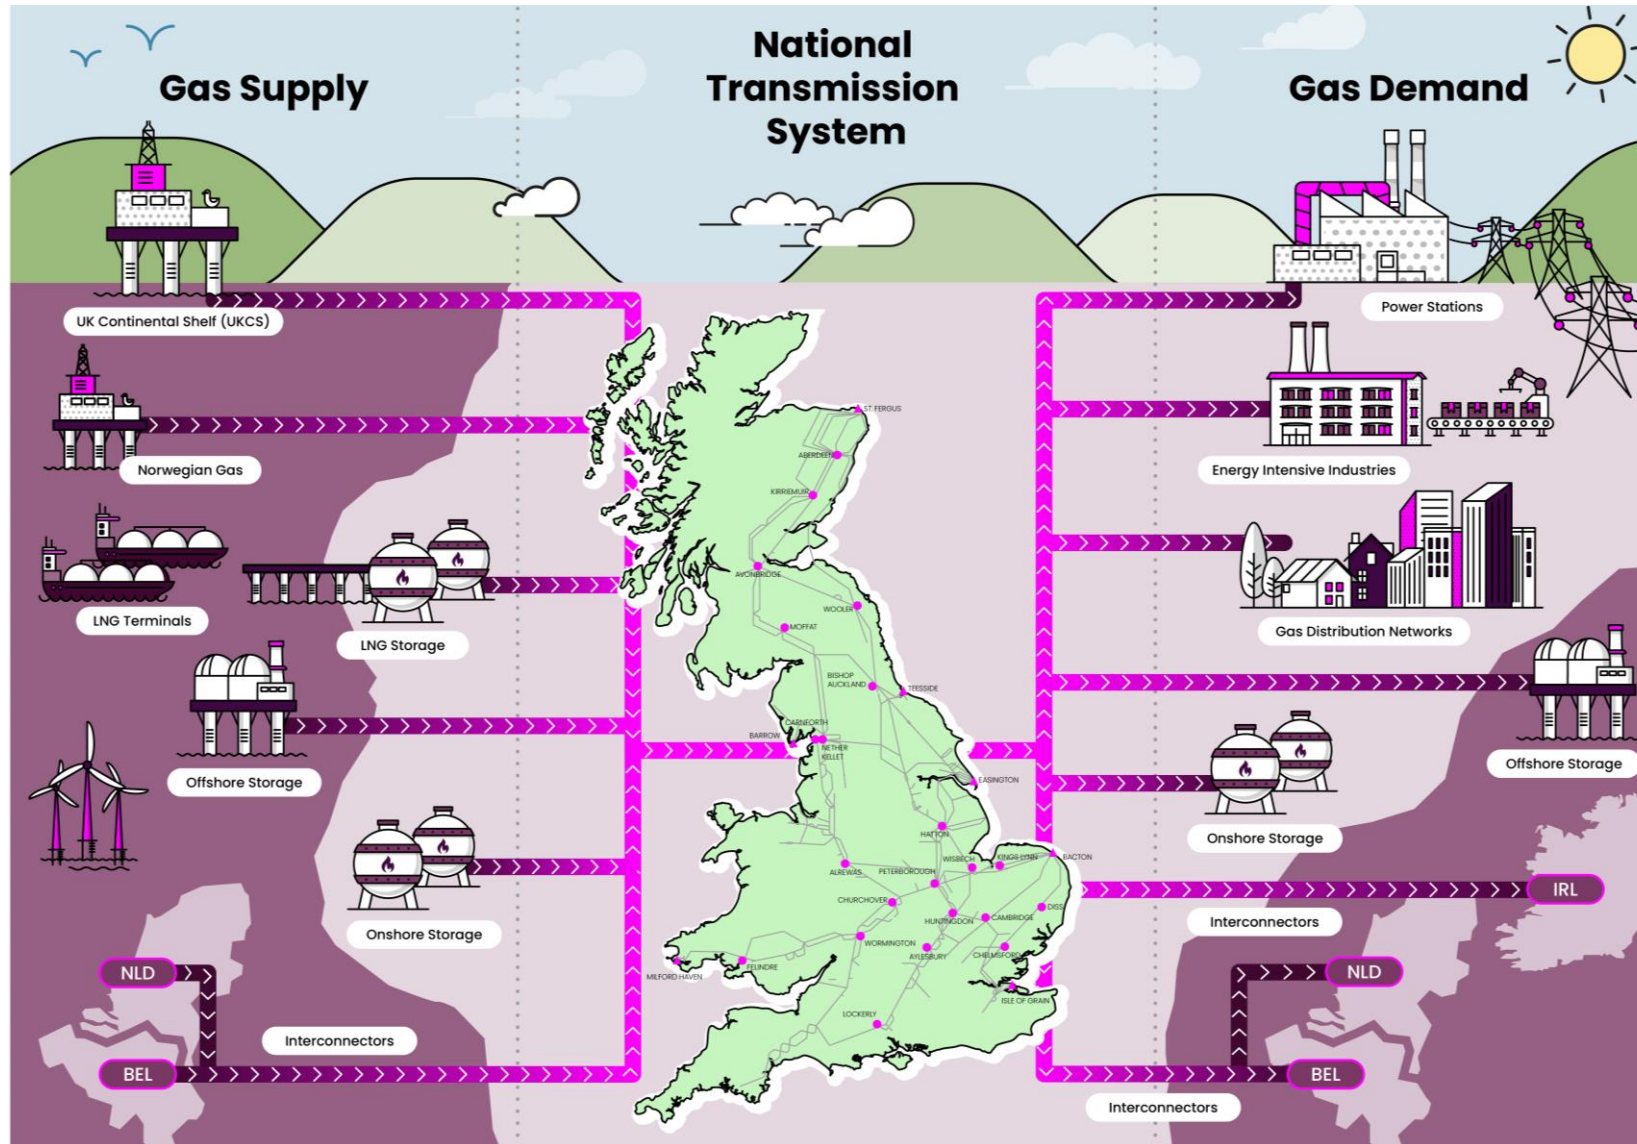 Gas Supply
National
Transmission
System
Gas Demand
UK Continental Shelf (UKCS)
Norwegian Gas
LNG Terminals
LNG Storage
Offshore Storage
Onshore Storage
NLD
BEL
Interconnectors
ST. FERGUS
ABERDEEN
KIRRIEMUIR
AVONBRIDGE
WOOLER
MOFFAT
BISHOP
AUCKLAND
TEESSIDE
CARNFORTH
BARROW
NETHER
KELLET
EASINGTON
HATTON
WISBECH
KINGS LYNN
BACTON
ALREWAS
PETERBOROUGH
CHURCHOVER
HUNTINGDON
CAMBRIDGE
DISS
WORMINGTON
AYLESBURY
CHELMSFORD
MILFORD HAVEN
FELINDRE
ISLE OF GRAIN
LOCKERLY
Power Stations
Energy Intensive Industries
Gas Distribution Networks
Offshore Storage
Onshore Storage
IRL
Interconnectors
NLD
BEL
Interconnectors